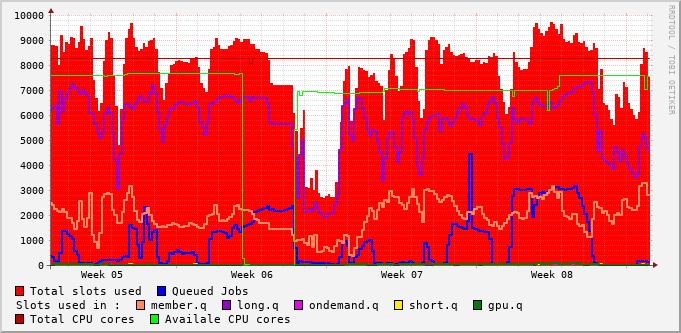 10000
9000
8000
7000
6000
5000
4000
3000
2000
1000
0
Week 05 Week 06 Week 07 Week 08
RRDTOOL / TOBI OETIKER
Total slots used Queued Jobs
Slots used in : member.q long.q ondemand.q short.q gpu.q
Total CPU cores Availale CPU cores